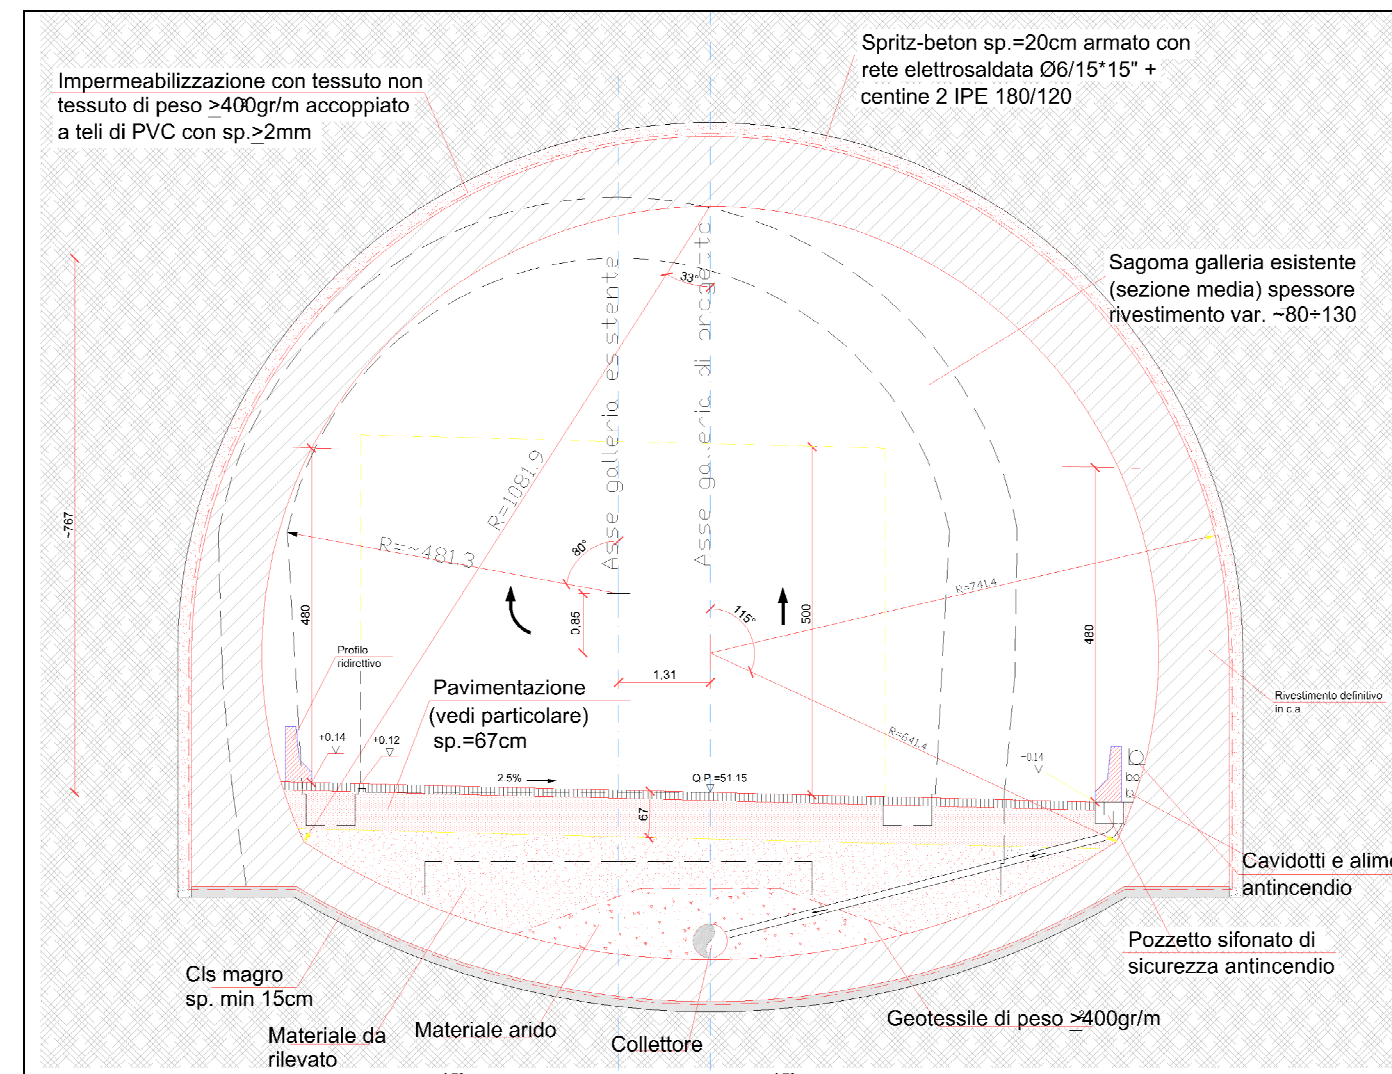 Spritz-beton sp.=20cm armato con
rete elettrosaldata Ø6/15*15" +
centine 2 IPE 180/120
Impermeabilizzazione con tessuto non
tessuto di peso ≥400gr/m² accoppiato
a teli di PVC con sp.≥2mm
Sagoma galleria esistente
(sezione media) spessore
rivestimento var. ~80÷130
33°
Asse galleria esistente
Asse galleria di progetto
~767
R=1081.9
R=~481.3
80°
R=741.4
115°
480
0,85
500
480
Profilo
ridirettivo
1,31
Pavimentazione
(vedi particolare)
sp.=67cm
Rivestimento definitivo
in c.a.
R=641.4
+0.14
+0.12
-0.14
2.5%
Q.P.=51.15
67
Cavidotti e alime
antincendio
Pozzetto sifonato di
sicurezza antincendio
Cls magro
sp. min 15cm
Geotessile di peso ≥400gr/m²
Materiale da
rilevato
Materiale arido
Collettore